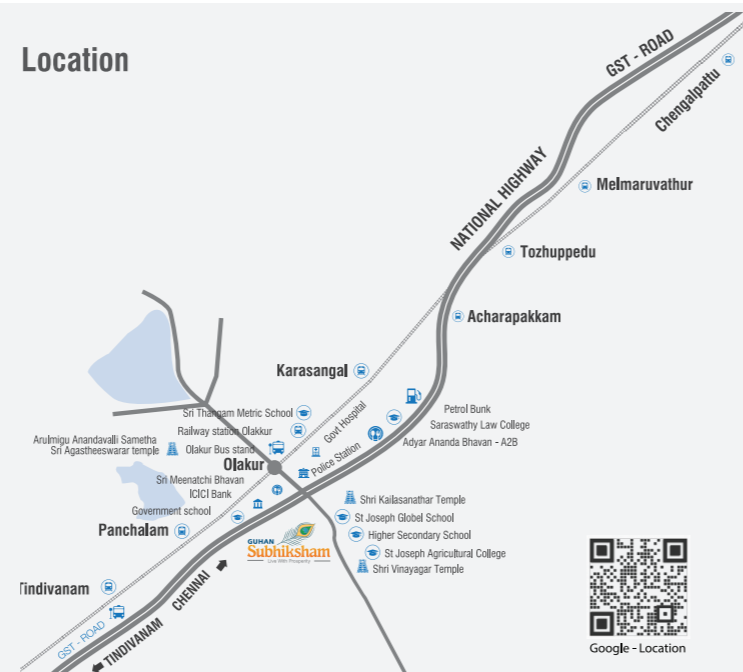 Location
GST - ROAD
Chengalpattu
NATIONAL HIGHWAY
Melmaruvathur
Tozhuppedu
Acharapakkam
Karasangal
Sri Thangam Metric School
Govt Hospital
Petrol Bunk
Saraswathy Law College
Adyar Ananda Bhavan - A2B
Railway station Olakkur
Arulmigu Anandavalli Sametha
Sri Agastheeswarar temple
Olakur Bus stand
Olakur
Police Station
Sri Meenatchi Bhavan
ICICI Bank
Government school
Panchalam
Shri Kailasanathar Temple
St Joseph Globel School
Higher Secondary School
St Joseph Agricultural College
Shri Vinayagar Temple
GUHAN
Subhiksham
Live With Prosperity
Tindivanam
CHENNAI
GST - ROAD
TINDIVANAM
Google - Location